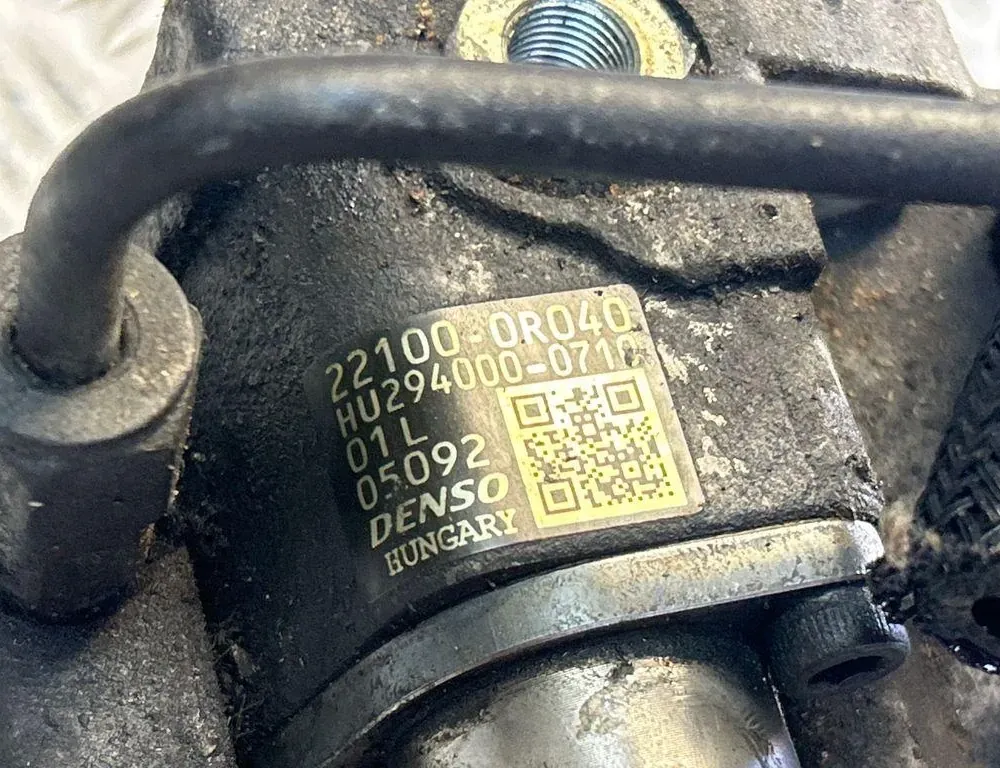 22100-0R040
HU294000-0710
01 L
05092
DENSO
HUNGARY